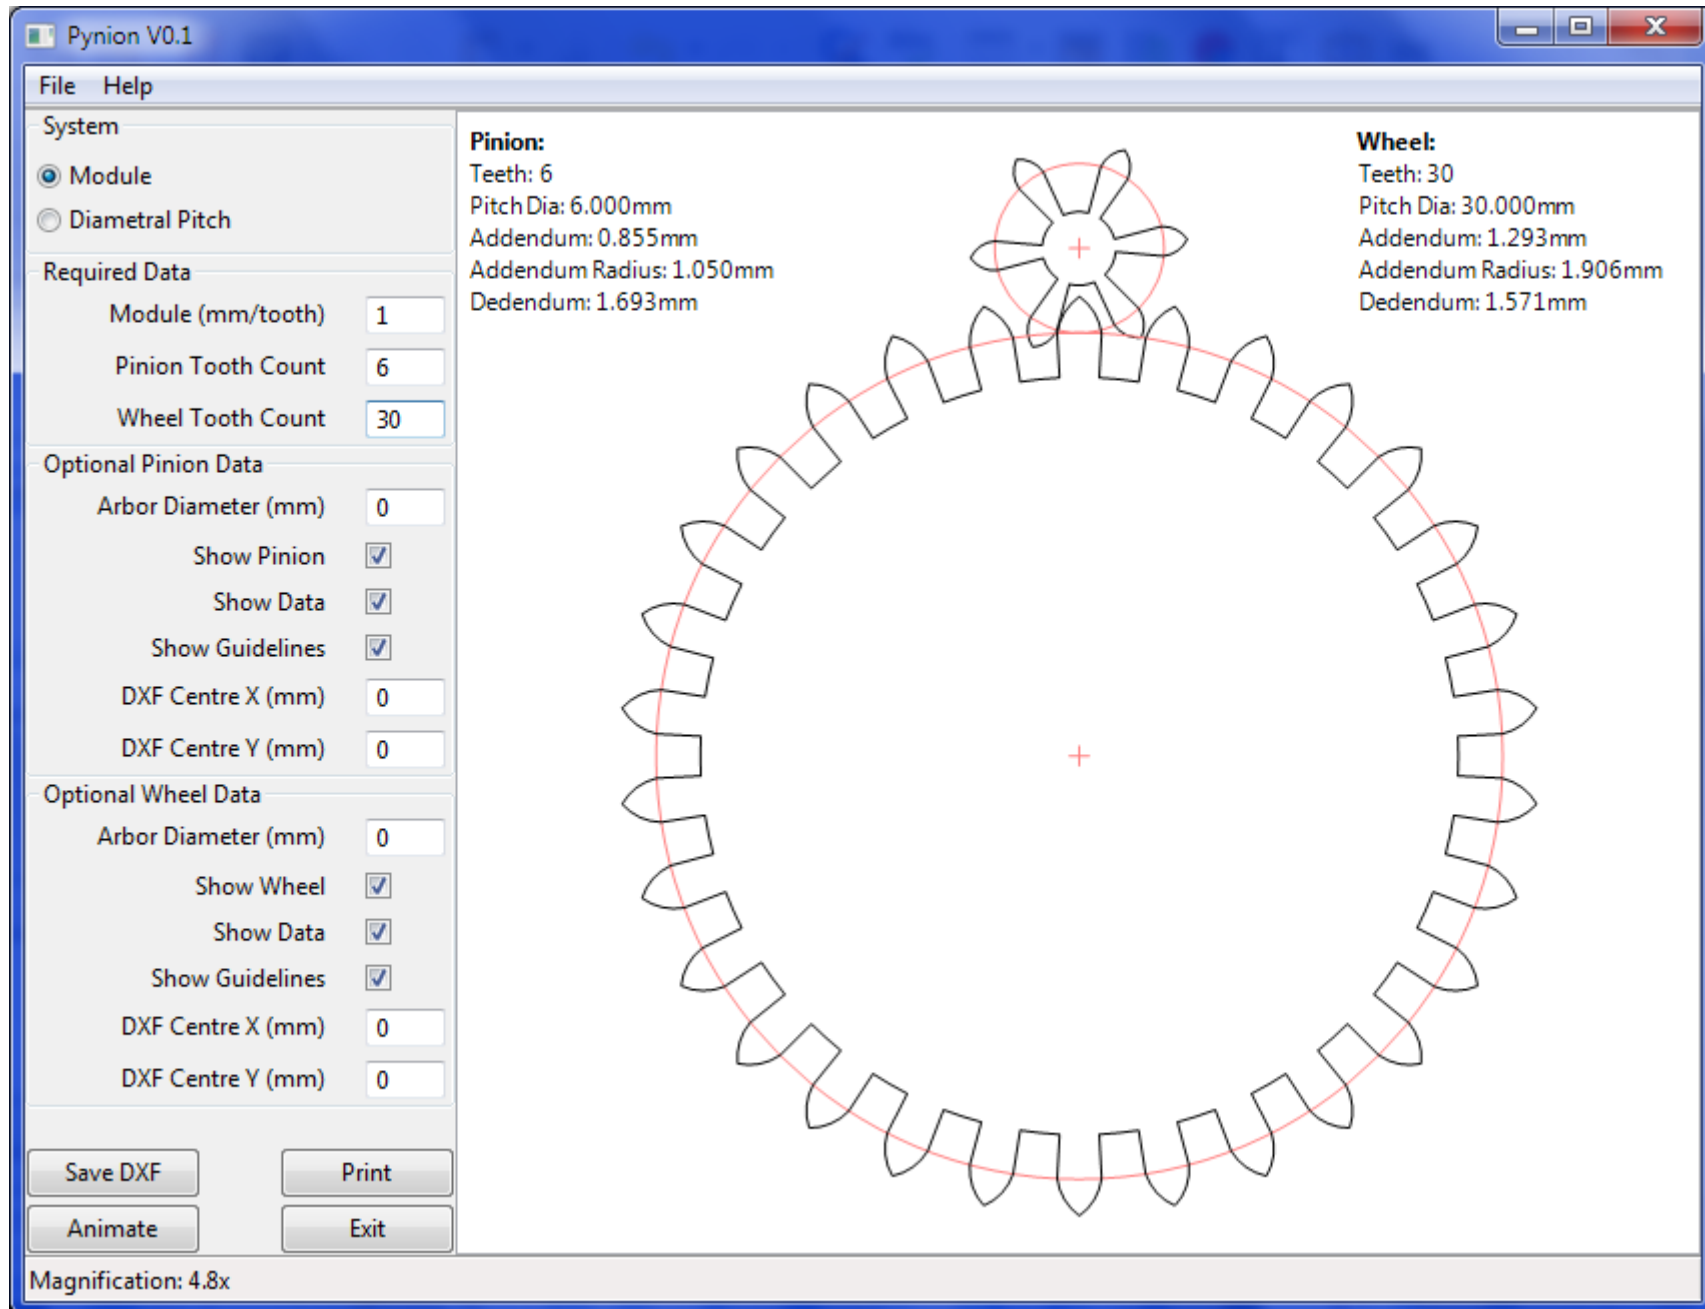 Pynion V0.1
File Help
System
Module
Diametral Pitch
Required Data
Module (mm/tooth) 1
Pinion Tooth Count 6
Wheel Tooth Count 30
Optional Pinion Data
Arbor Diameter (mm) 0
Show Pinion
Show Data
Show Guidelines
DXF Centre X (mm) 0
DXF Centre Y (mm) 0
Optional Wheel Data
Arbor Diameter (mm) 0
Show Wheel
Show Data
Show Guidelines
DXF Centre X (mm) 0
DXF Centre Y (mm) 0
Save DXF Print
Animate Exit
Pinion:
Teeth: 6
Pitch Dia: 6.000mm
Addendum: 0.855mm
Addendum Radius: 1.050mm
Dedendum: 1.693mm
Wheel:
Teeth: 30
Pitch Dia: 30.000mm
Addendum: 1.293mm
Addendum Radius: 1.906mm
Dedendum: 1.571mm
Magnification: 4.8x